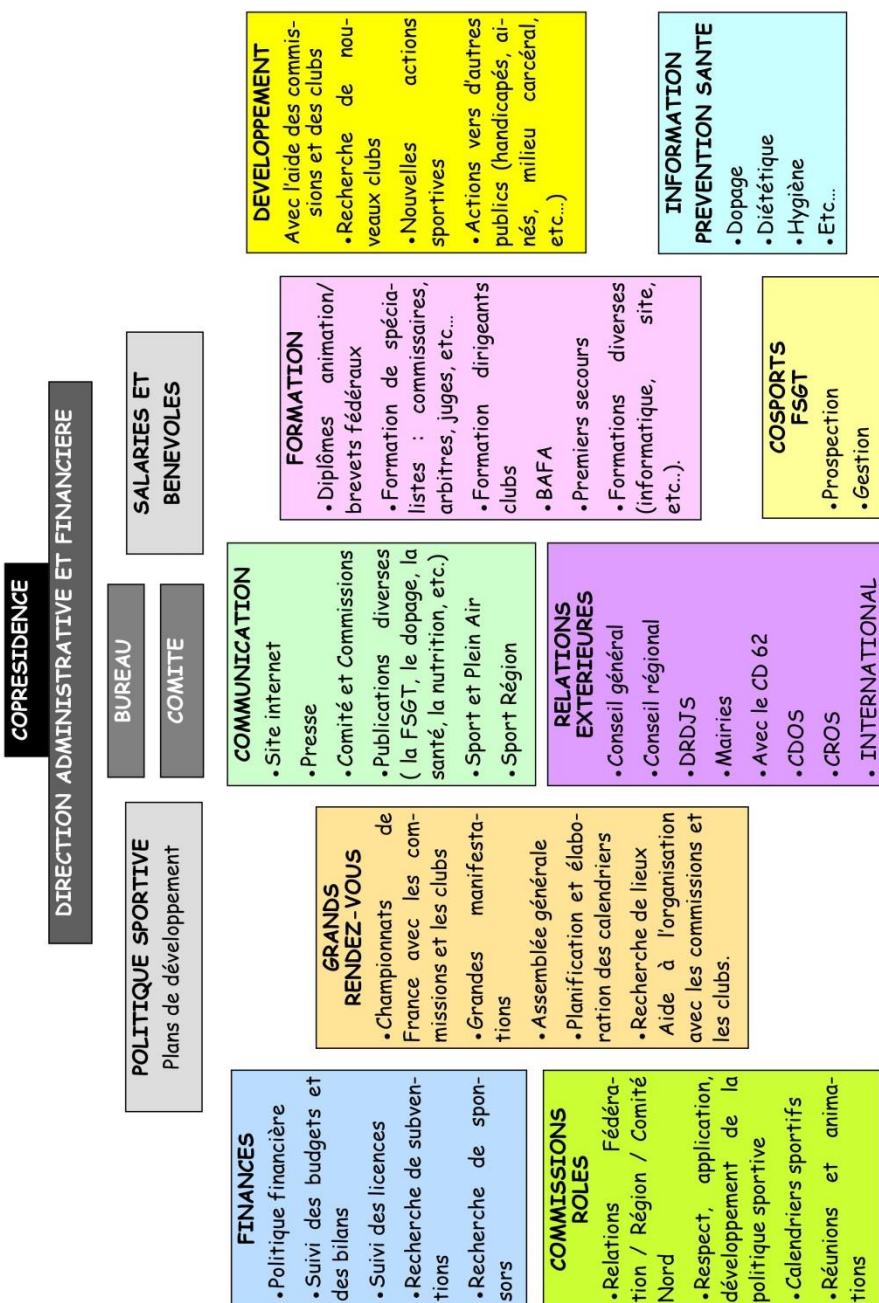 COPRESIDENCE
DIRECTION ADMINISTRATIVE ET FINANCIERE
POLITIQUE SPORTIVE
Plans de développement
BUREAU
COMITE
SALARIES ET
BENEVOLES
FINANCES
• Politique financière
• Suivi des budgets et
des bilans
• Suivi des licences
• Recherche de subven-
tions
• Recherche de spon-
sors
GRANDS
RENDEZ-VOUS
• Championnats de
France avec les com-
missions et les clubs
• Grandes manifesta-
tions
• Assemblée générale
• Planification et élabo-
ration des calendriers
• Recherche de lieux
Aide à l'organisation
avec les commissions et
les clubs.
COMMUNICATION
• Site internet
• Presse
• Comité et Commissions
• Publications diverses
( la FSGT, le dopage, la
santé, la nutrition, etc.)
• Sport et Plein Air
• Sport Région
FORMATION
• Diplômes animation/
brevets fédéraux
• Formation de spécia-
listes : commissaires,
arbitres, juges, etc...
• Formation dirigeants
clubs
• BAFA
• Premiers secours
• Formations diverses
(informatique, site,
etc..).
DEVELOPPEMENT
Avec l'aide des commis-
sions et des clubs
• Recherche de nou-
veaux clubs
• Nouvelles actions
sportives
• Actions vers d'autres
publics (handicapés, ai-
nés, milieu carcéral,
etc...)
COMMISSIONS
ROLES
• Relations Fédéra-
tion / Région / Comité
Nord
• Respect, application,
développement de la
politique sportive
• Calendriers sportifs
• Réunions et anima-
tions
RELATIONS
EXTERIEURES
• Conseil général
• Conseil régional
• DRDJS
• Mairies
• Avec le CD 62
• CDOS
• CROS
• INTERNATIONAL
COSPORTS
FSGT
• Prospection
• Gestion
INFORMATION
PREVENTION SANTE
• Dopage
• Diététique
• Hygiène
• Etc...